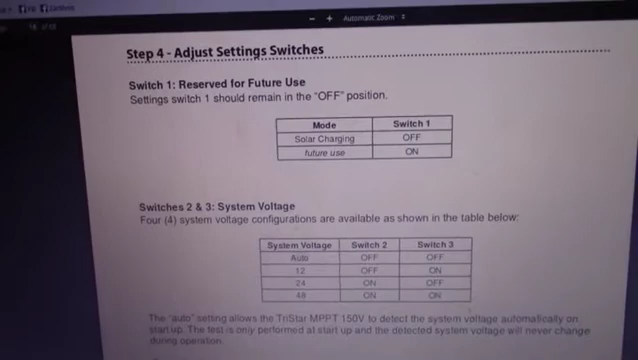 Automatic Zoom
Step 4 - Adjust Settings Switches
Switch 1: Reserved for Future Use
Settings switch 1 should remain in the "OFF" position.
Mode Switch 1
Solar Charging OFF
future use ON
Switches 2 & 3: System Voltage
Four (4) system voltage configurations are available as shown in the table below:
System Voltage Switch 2 Switch 3
Auto OFF OFF
12 OFF ON
24 ON OFF
48 ON ON
The "auto" setting allows the TriStar MPPT 150V to detect the system voltage automatically on
start up. The test is only performed at start up and the detected system voltage will never change
during operation.